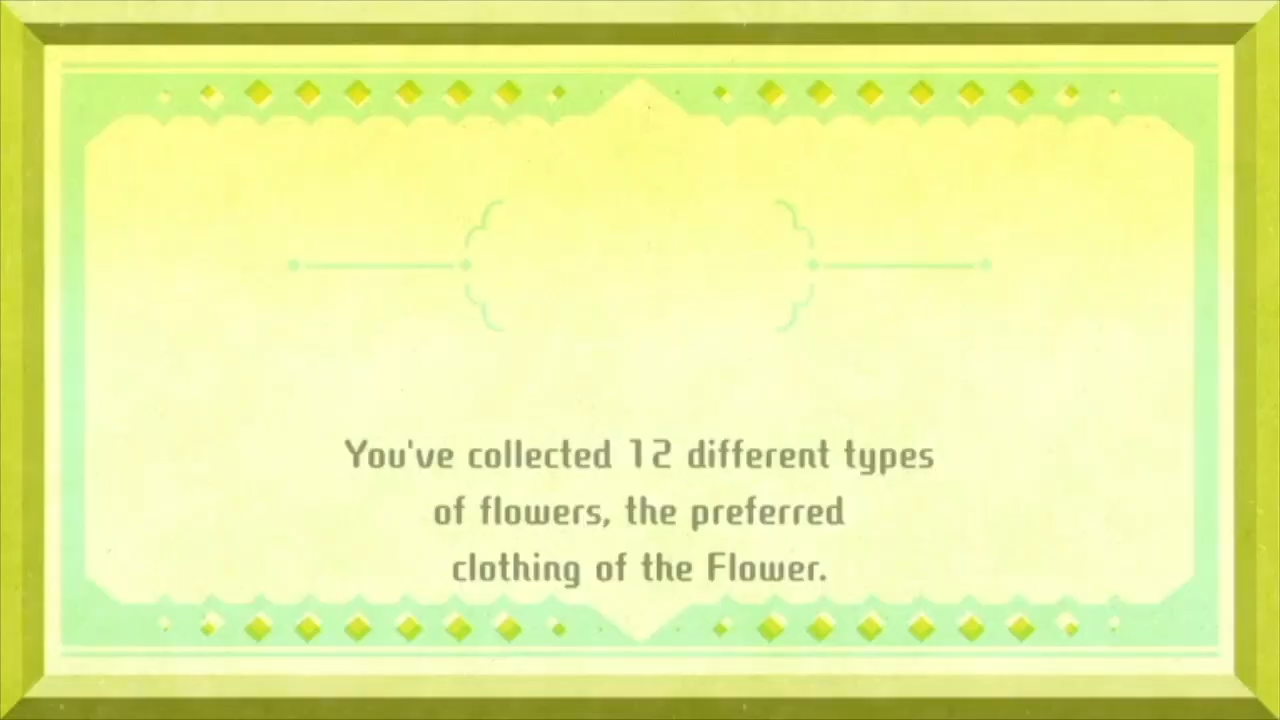 You've collected 12 different types
of flowers, the preferred
clothing of the Flower.